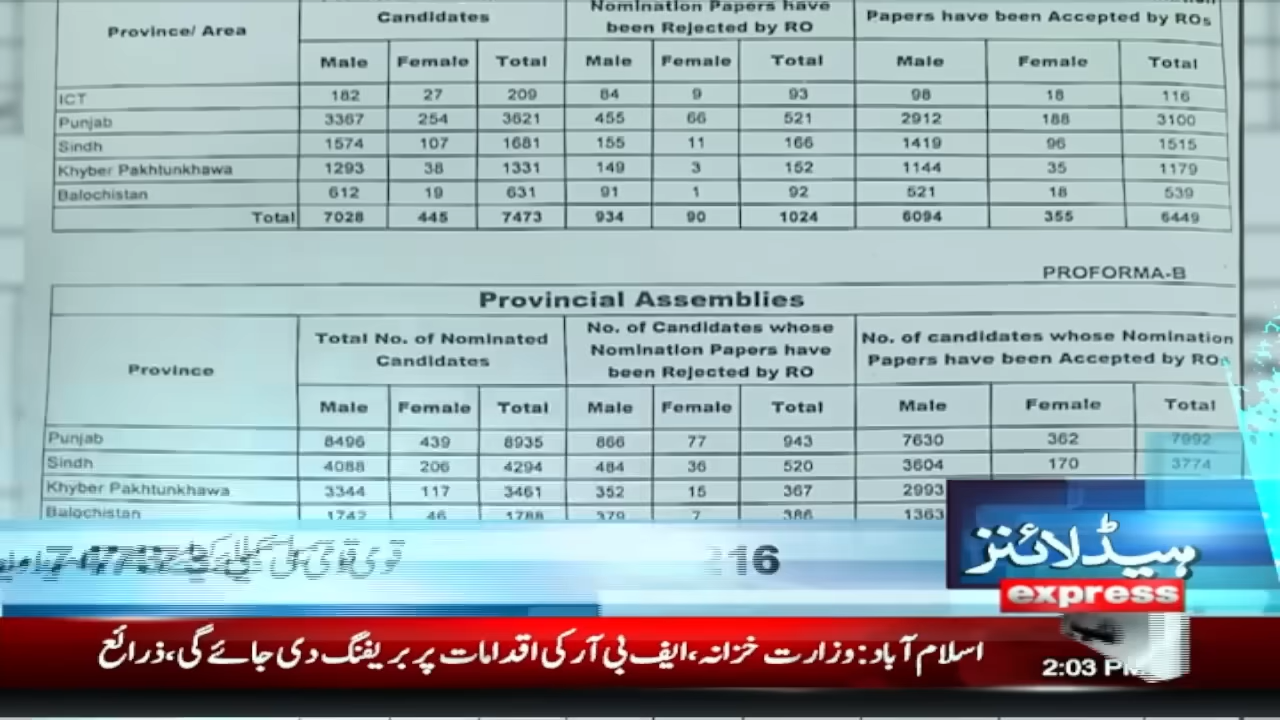 Province/ Area Candidates Nomination Papers have been Rejected by RO Papers have been Accepted by ROs
Male Female Total Male Female Total Male Female Total
ICT 182 27 209 84 9 93 98 18 116
Punjab 3367 254 3621 455 66 521 2912 188 3100
Sindh 1574 107 1681 155 11 166 1419 96 1515
Khyber Pakhtunkhawa 1293 38 1331 149 3 152 1144 35 1179
Balochistan 612 19 631 91 1 92 521 18 539
Total 7028 445 7473 934 90 1024 6094 355 6449
PROFORMA-B
Provincial Assemblies
Province Total No. of Nominated Candidates No. of Candidates whose Nomination Papers have been Rejected by RO No. of candidates whose Nomination Papers have been Accepted by ROs
Male Female Total Male Female Total Male Female Total
Punjab 8496 439 8935 866 77 943 7630 362 7992
Sindh 4088 206 4294 484 36 520 3604 170 3774
Khyber Pakhtunkhawa 3344 117 3461 352 15 367 2993
Balochistan 1742 46 1788 379 7 386 1363
ہیڈلائنز
express
اسلام آباد: وزارت خزانہ، ایف بی آر کی اقدامات پر بریفنگ دی جائے گی، ذرائع
2:03